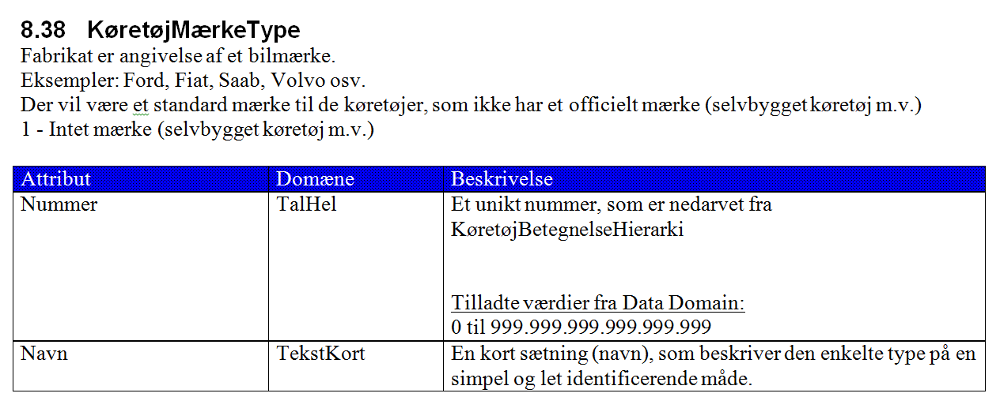 8.38 KøretøjMærkeType
Fabrikat er angivelse af et bilmærke.
Eksempler: Ford, Fiat, Saab, Volvo osv.
Der vil være et standard mærke til de køretøjer, som ikke har et officielt mærke (selvbygget køretøj m.v.)
1 - Intet mærke (selvbygget køretøj m.v.)
Attribut Domæne Beskrivelse
Nummer TalHel Et unikt nummer, som er nedarvet fra
KøretøjBetegnelseHierarki
Tilladte værdier fra Data Domain:
0 til 999.999.999.999.999.999
Navn TekstKort En kort sætning (navn), som beskriver den enkelte type på en
simpel og let identificerende måde.